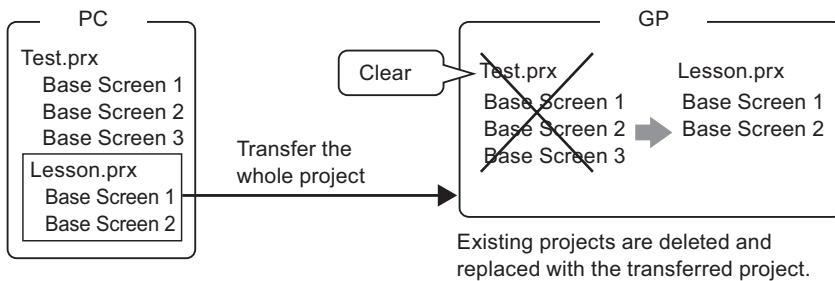 PC
Test.prx
Base Screen 1
Base Screen 2
Base Screen 3
Lesson.prx
Base Screen 1
Base Screen 2
Transfer the
whole project
GP
Clear
Test.prx
Base Screen 1
Base Screen 2
Base Screen 3
Lesson.prx
Base Screen 1
Base Screen 2
Existing projects are deleted and
replaced with the transferred project.